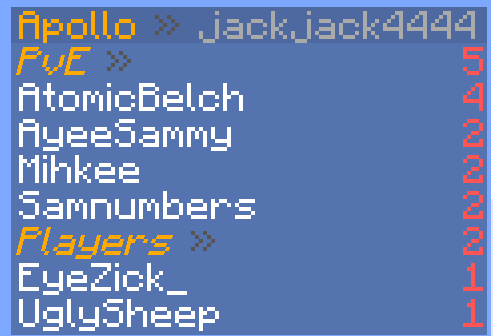 Apollo » jackjack4444
PvE » 5
AtomicBelch 4
AyeeSammy 2
Mihkee 2
Samnumbers 2
Players » 2
EyeZick_ 1
UglySheep 1